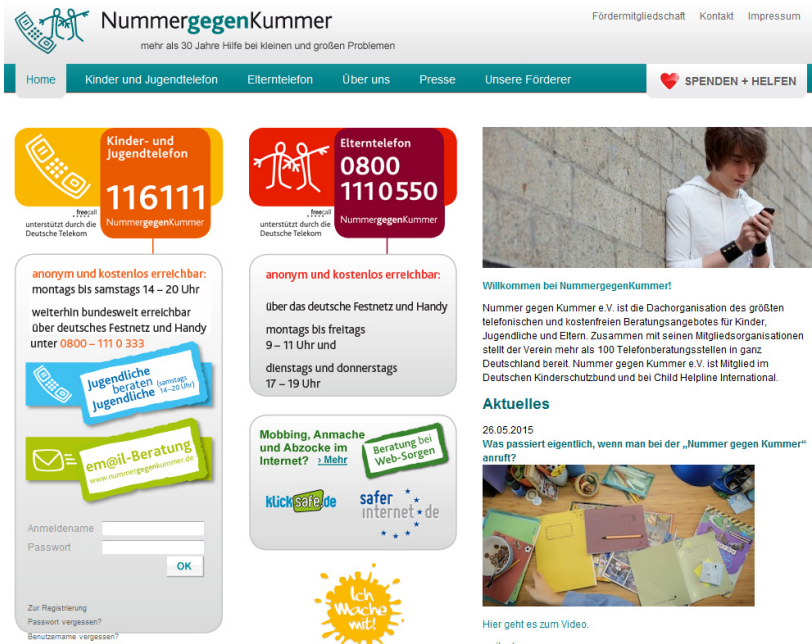 NummergegenKummer
mehr als 30 Jahre Hilfe bei kleinen und großen Problemen
Fördermitgliedschaft Kontakt Impressum
Home Kinder und Jugendtelefon Elterntelefon Über uns Presse Unsere Förderer SPENDEN + HELFEN
Kinder- und
Jugendtelefon
116111
freecall
unterstützt durch die
Deutsche Telekom
NummergegenKummer
anonym und kostenlos erreichbar:
montags bis samstags 14 – 20 Uhr
weiterhin bundesweit erreichbar
über deutsches Festnetz und Handy
unter 0800 – 111 0 333
Jugendliche
beraten (samstags
Jugendliche 14–20 Uhr)
em@il-Beratung
www.nummergegenkummer.de
Anmeldename
Passwort
OK
Zur Registrierung
Passwort vergessen?
Benutzername vergessen?
Elterntelefon
0800
1110550
freecall
unterstützt durch die
Deutsche Telekom
NummergegenKummer
anonym und kostenlos erreichbar:
über das deutsche Festnetz und Handy
montags bis freitags
9 – 11 Uhr und
dienstags und donnerstags
17 – 19 Uhr
Mobbing, Anmache
und Abzocke im
Internet? › Mehr
Beratung bei
Web-Sorgen
klicksafe.de
safer
internet.de
Ich
Mache
mit!
Willkommen bei NummergegenKummer!
Nummer gegen Kummer e.V. ist die Dachorganisation des größten
telefonischen und kostenfreien Beratungsangebotes für Kinder,
Jugendliche und Eltern. Zusammen mit seinen Mitgliedsorganisationen
stellt der Verein mehr als 100 Telefonberatungsstellen in ganz
Deutschland bereit. Nummer gegen Kummer e.V. ist Mitglied im
Deutschen Kinderschutzbund und bei Child Helpline International.
Aktuelles
26.05.2015
Was passiert eigentlich, wenn man bei der „Nummer gegen Kummer“
anruft?
Hier geht es zum Video.